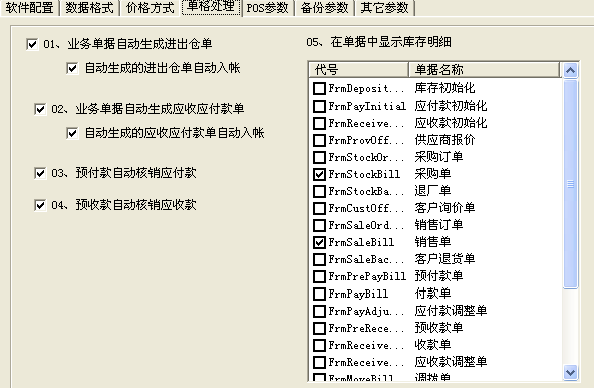 软件配置 数据格式 价格方式 单格处理 POS参数 备份参数 其它参数
01、业务单据自动生成进出仓单
自动生成的进出仓单自动入帐
02、业务单据自动生成应收应付款单
自动生成的应收应付款单自动入帐
03、预付款自动核销应付款
04、预收款自动核销应收款
05、在单据中显示库存明细
代号 单据名称
FrmDeposit... 库存初始化
FrmPayInitial 应付款初始化
FrmReceive... 应收款初始化
FrmProvOff... 供应商报价
FrmStockOr... 采购订单
FrmStockBill 采购单
FrmStockBa... 退厂单
FrmCustOff... 客户询价单
FrmSaleOrd... 销售订单
FrmSaleBill 销售单
FrmSaleBac... 客户退货单
FrmPrePayBill 预付款单
FrmPayBill 付款单
FrmPayAdju... 应付款调整单
FrmPreRece... 预收款单
FrmReceive... 收款单
FrmReceive... 应收款调整单
FrmMoveBill 调拨单